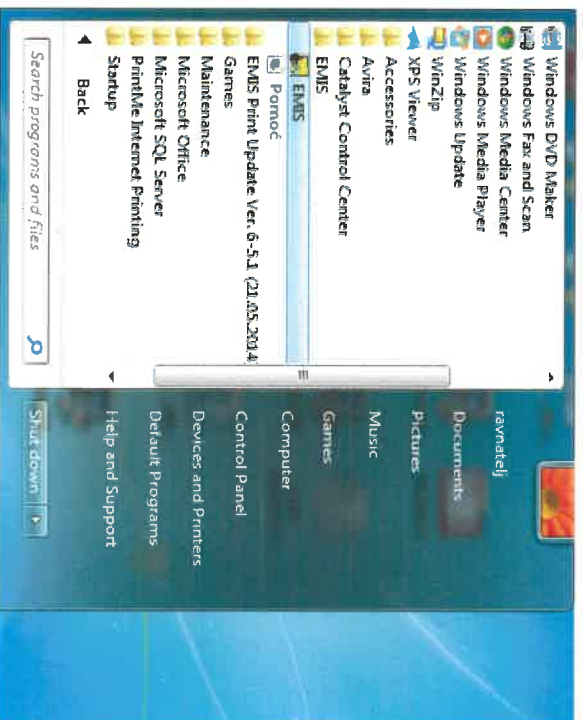 Windows DVD Maker
Windows Fax and Scan
Windows Media Center
Windows Media Player
Windows Update
WinZip
XPS Viewer
Accessories
Avira
Catalyst Control Center
EMIS
EMIS
Pomoć
EMIS Print Update Ver. 6-5.1 (21.05.2014)
Games
Maintenance
Microsoft Office
Microsoft SQL Server
PrintMe Internet Printing
Startup
Back
Search programs and files
ravnatelj
Documents
Pictures
Music
Games
Computer
Control Panel
Devices and Printers
Default Programs
Help and Support
Shut down